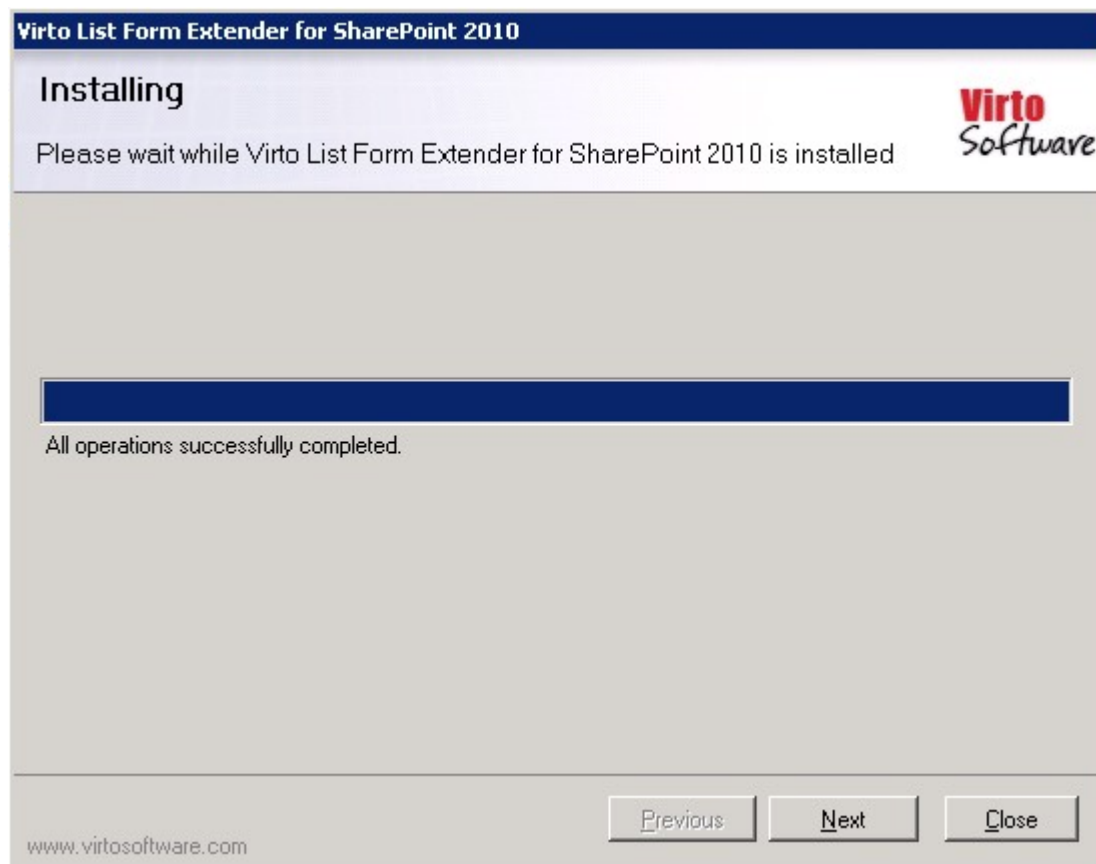 Virto List Form Extender for SharePoint 2010
Installing
Virto
Software
Please wait while Virto List Form Extender for SharePoint 2010 is installed
All operations successfully completed.
Previous
Next
Close
www.virtosoftware.com